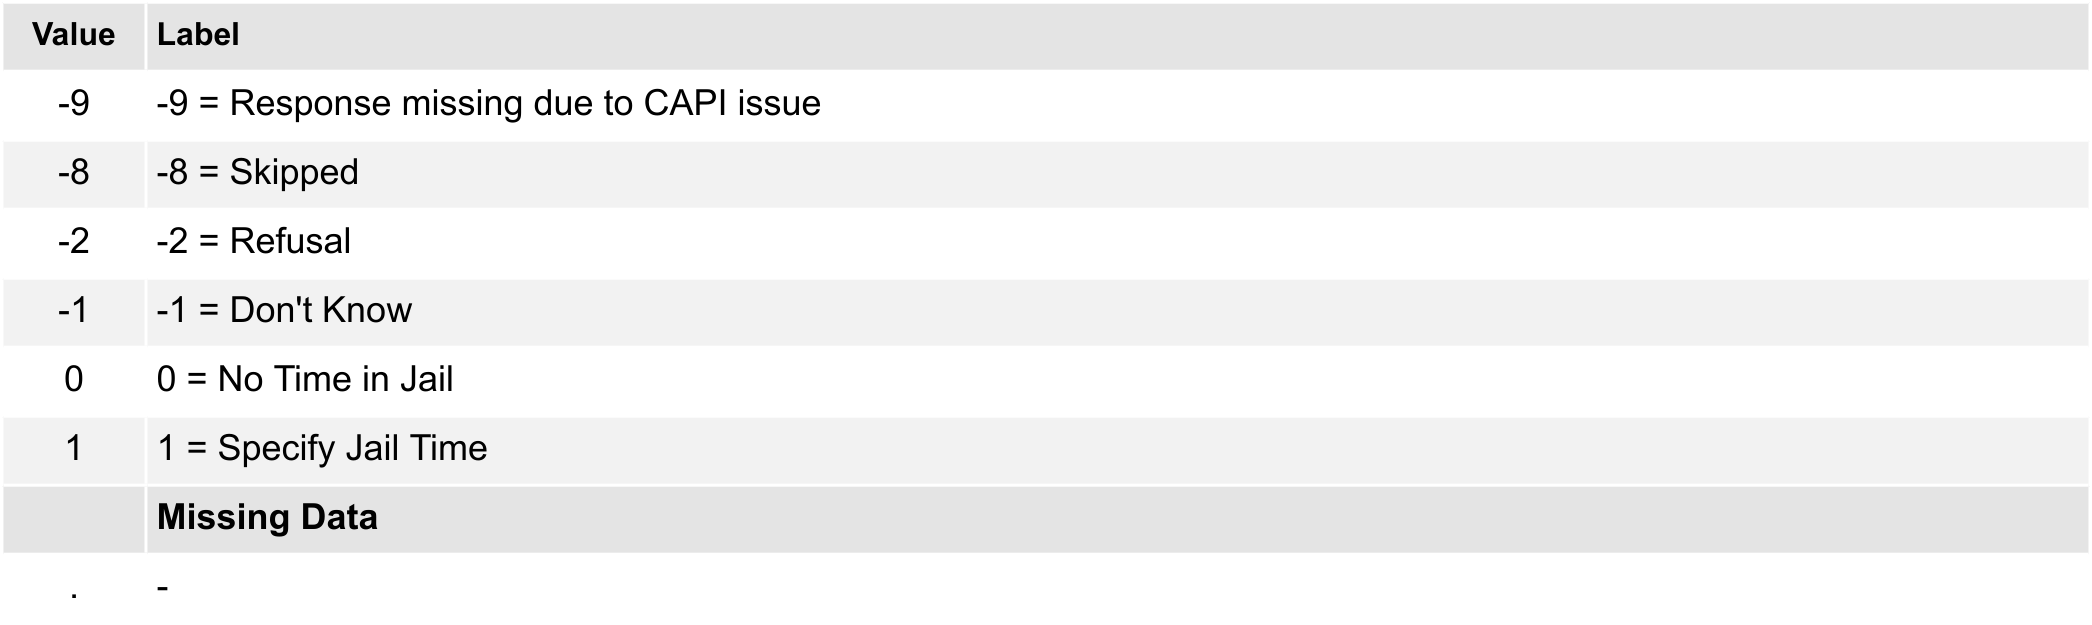 Value Label
-9 -9 = Response missing due to CAPI issue
-8 -8 = Skipped
-2 -2 = Refusal
-1 -1 = Don't Know
0 0 = No Time in Jail
1 1 = Specify Jail Time
Missing Data
. -